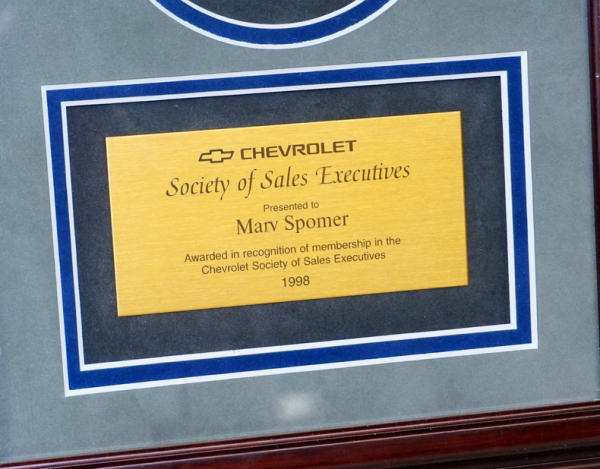 CHEVROLET
Society of Sales Executives
Presented to
Marv Spomer
Awarded in recognition of membership in the
Chevrolet Society of Sales Executives
1998